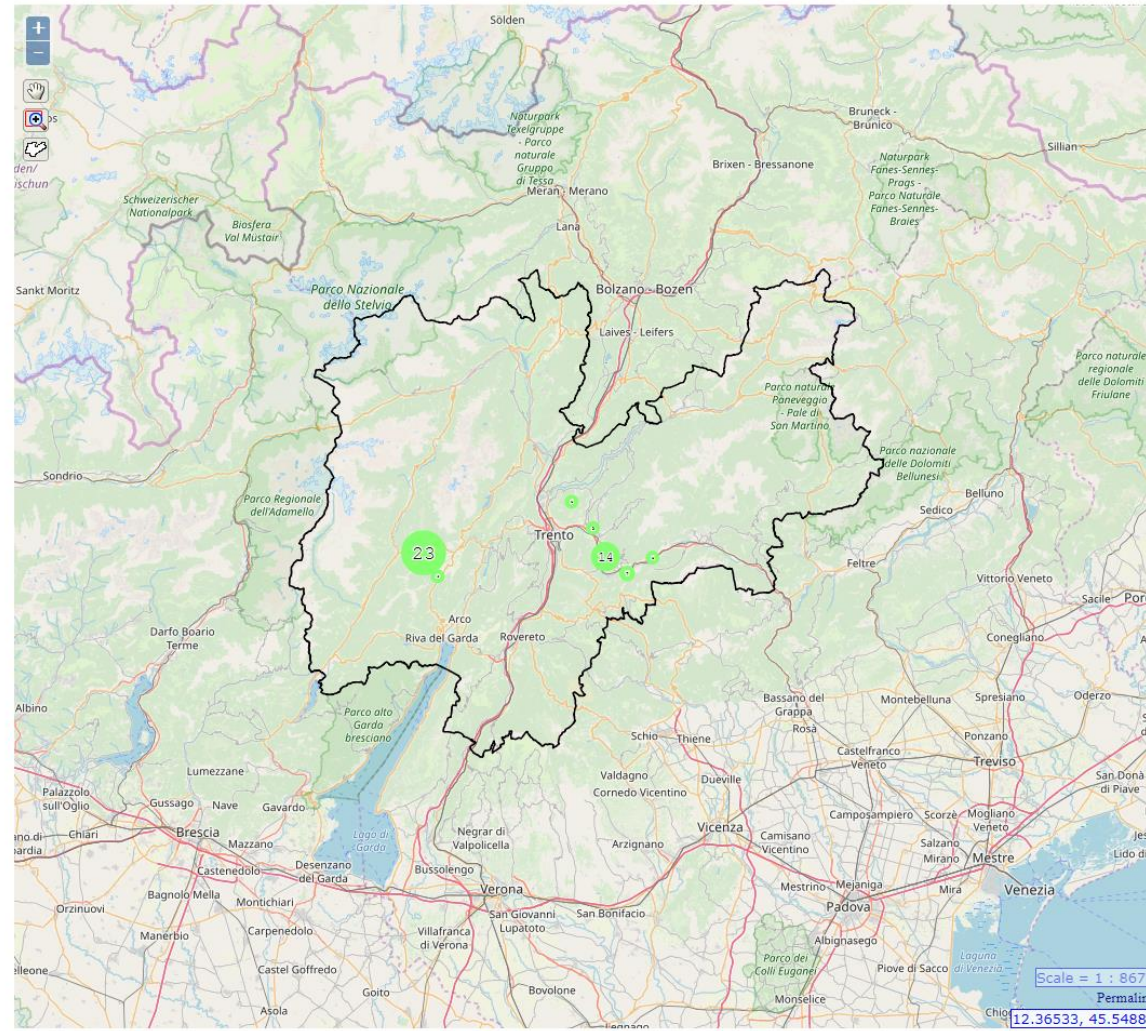 +
Sölden
−
Naturpark
Texelgruppe
- Parco
naturale
Gruppo
di Tessa
Bruneck -
Brunico
Sillian
Brixen - Bressanone
Naturpark
Fanes-Sennes-
Prags -
Parco Naturale
Fanes-Sennes-
Braies
Meran - Merano
Schweizerischer
Nationalpark
Biosfera
Val Müstair
Lana
Sankt Moritz
Parco Nazionale
dello Stelvio
Bolzano - Bozen
Laives - Leifers
Parco naturale
regionale
delle Dolomiti
Friulane
Parco naturale
Paneveggio
- Pale di
San Martino
Parco nazionale
delle Dolomiti
Bellunesi
Sondrio
Parco Regionale
dell'Adamello
Belluno
Sedico
Trento
23
14
Feltre
Vittorio Veneto
Sacile
Arco
Riva del Garda
Rovereto
Darfo Boario
Terme
Conegliano
Albino
Parco alto
Garda
bresciano
Bassano del
Grappa
Rosà
Montebelluna
Spresiano
Oderzo
Schio
Thiene
Ponzano
Treviso
Castelfranco
Veneto
Lumezzane
Valdagno
Cornedo Vicentino
Dueville
San Donà
di Piave
Palazzolo
sull'Oglio
Gussago
Nave
Gavardo
Camposampiero
Scorzè
Mogliano
Veneto
Chiari
Brescia
Mazzano
Lago di
Garda
Negrar di
Valpolicella
Arzignano
Vicenza
Camisano
Vicentino
Salzano
Mirano
Mestre
Lido di
Castenedolo
Desenzano
del Garda
Bussolengo
Bagnolo Mella
Montichiari
Verona
Mestrino
Mejaniga
Mira
Venezia
Padova
Orzinuovi
Carpenedolo
San Giovanni
Lupatoto
San Bonifacio
Manerbio
Villafranca
di Verona
Albignasego
Parco dei
Colli Euganei
Piove di Sacco
Laguna
di Venezia
Castel Goffredo
Goito
Bovolone
Monselice
Asola
Legnago
Scale = 1 : 867
Permalin
12.36533, 45.5488